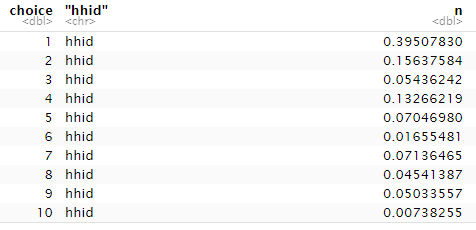 choice "hhid" n
<dbl> <chr> <dbl>
1 hhid 0.39507830
2 hhid 0.15637584
3 hhid 0.05436242
4 hhid 0.13266219
5 hhid 0.07046980
6 hhid 0.01655481
7 hhid 0.07136465
8 hhid 0.04541387
9 hhid 0.05033557
10 hhid 0.00738255